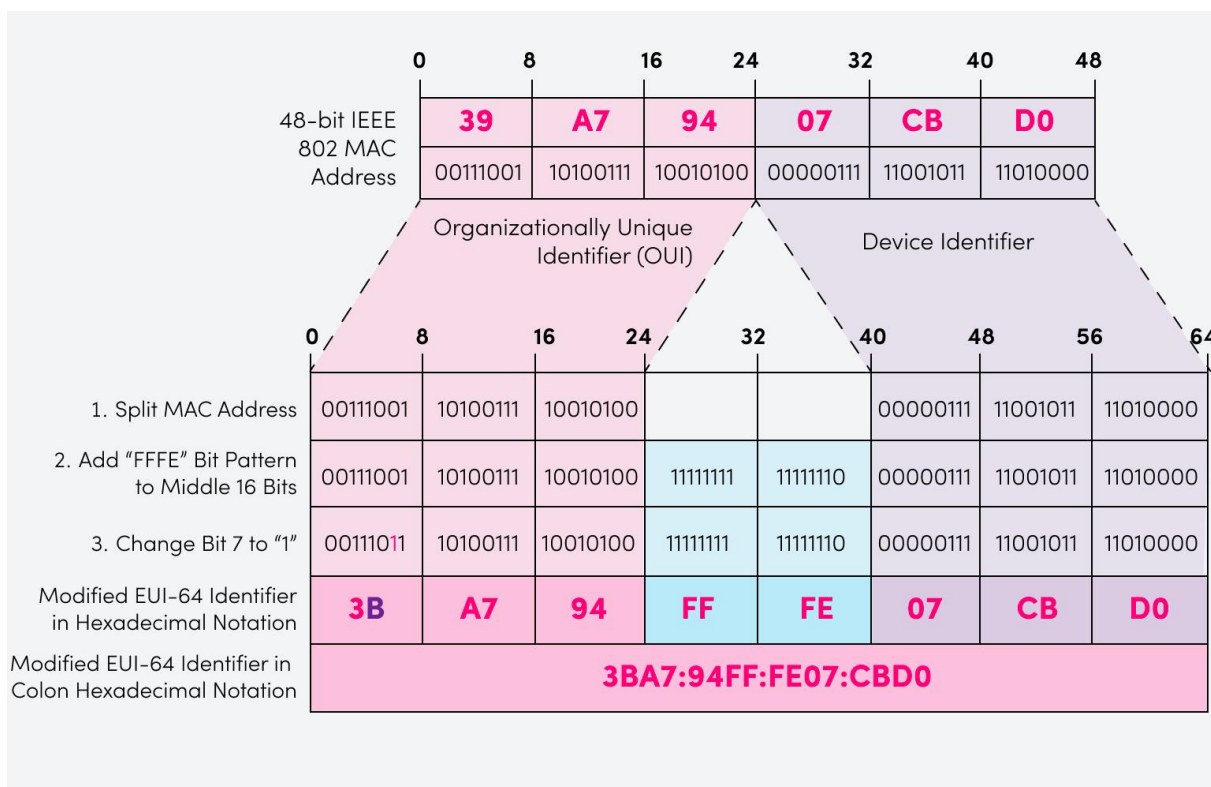 0 8 16 24 32 40 48
48-bit IEEE
802 MAC
Address
39 A7 94 07 CB D0
00111001 10100111 10010100 00000111 11001011 11010000
Organizationally Unique
Identifier (OUI)
Device Identifier
0 8 16 24 32 40 48 56 64
1. Split MAC Address 00111001 10100111 10010100 00000111 11001011 11010000
2. Add “FFFE” Bit Pattern
to Middle 16 Bits
00111001 10100111 10010100 11111111 11111110 00000111 11001011 11010000
3. Change Bit 7 to “1” 00111011 10100111 10010100 11111111 11111110 00000111 11001011 11010000
Modified EUI-64 Identifier
in Hexadecimal Notation
3B A7 94 FF FE 07 CB D0
Modified EUI-64 Identifier in
Colon Hexadecimal Notation
3BA7:94FF:FE07:CBD0